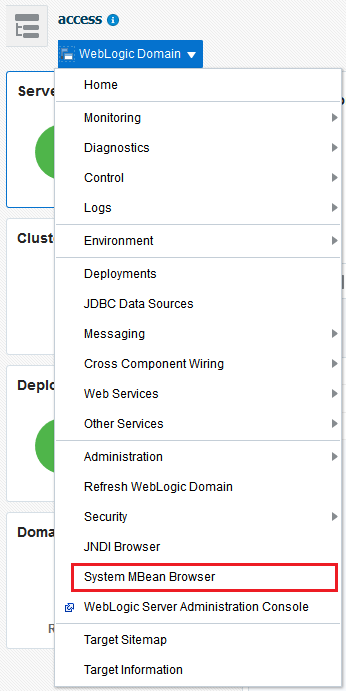 access
WebLogic Domain
Serve
Home
Monitoring
Diagnostics
Control
Logs
Cluste
Environment
Deployments
JDBC Data Sources
Messaging
Cross Component Wiring
Deplo
Web Services
Other Services
Administration
Refresh WebLogic Domain
Security
Doma
JNDI Browser
System MBean Browser
WebLogic Server Administration Console
R
Target Sitemap
Target Information